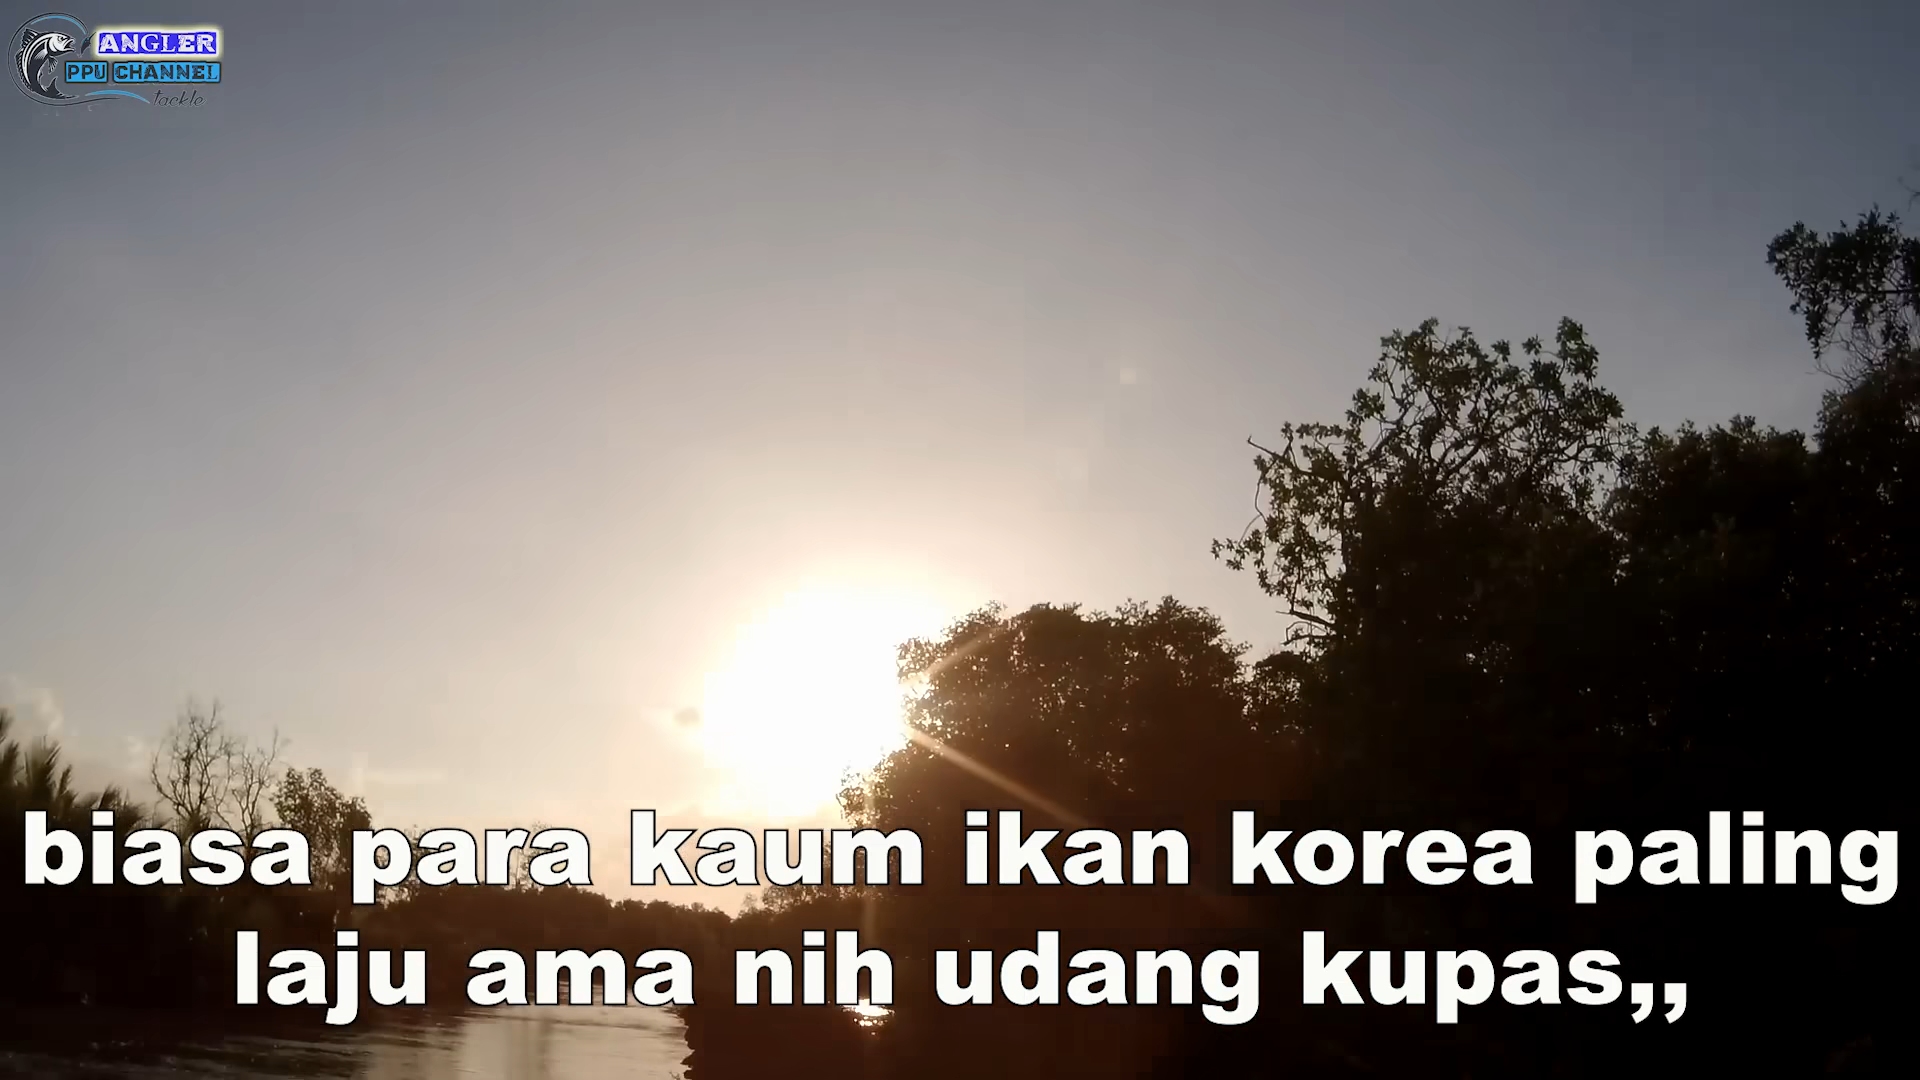 ANGLER
PPU CHANNEL
tackle
biasa para kaum ikan korea paling
laju ama nih udang kupas,,